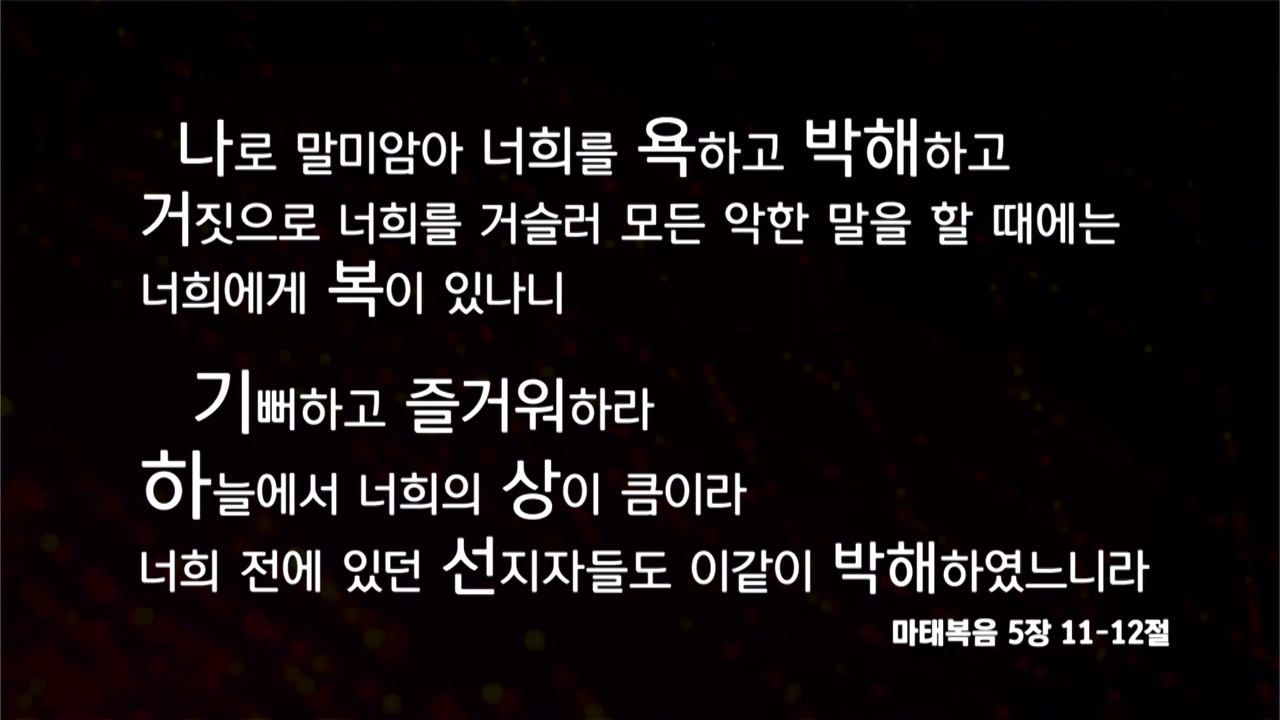 나로 말미암아 너희를 욕하고 박해하고
거짓으로 너희를 거슬러 모든 악한 말을 할 때에는
너희에게 복이 있나니
기뻐하고 즐거워하라
하늘에서 너희의 상이 큼이라
너희 전에 있던 선지자들도 이같이 박해하였느니라
마태복음 5장 11-12절